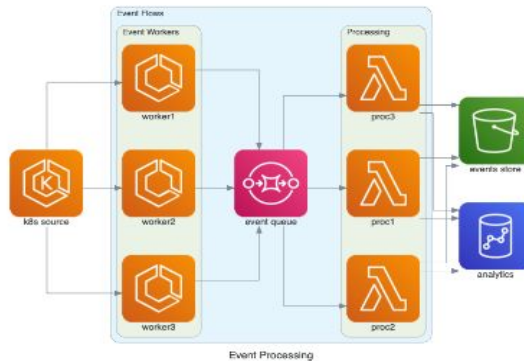 Event Flows
Event Workers
Processing
worker1
proc3
events store
k8s source
worker2
event queue
proc1
analytics
worker3
proc2
Event Processing